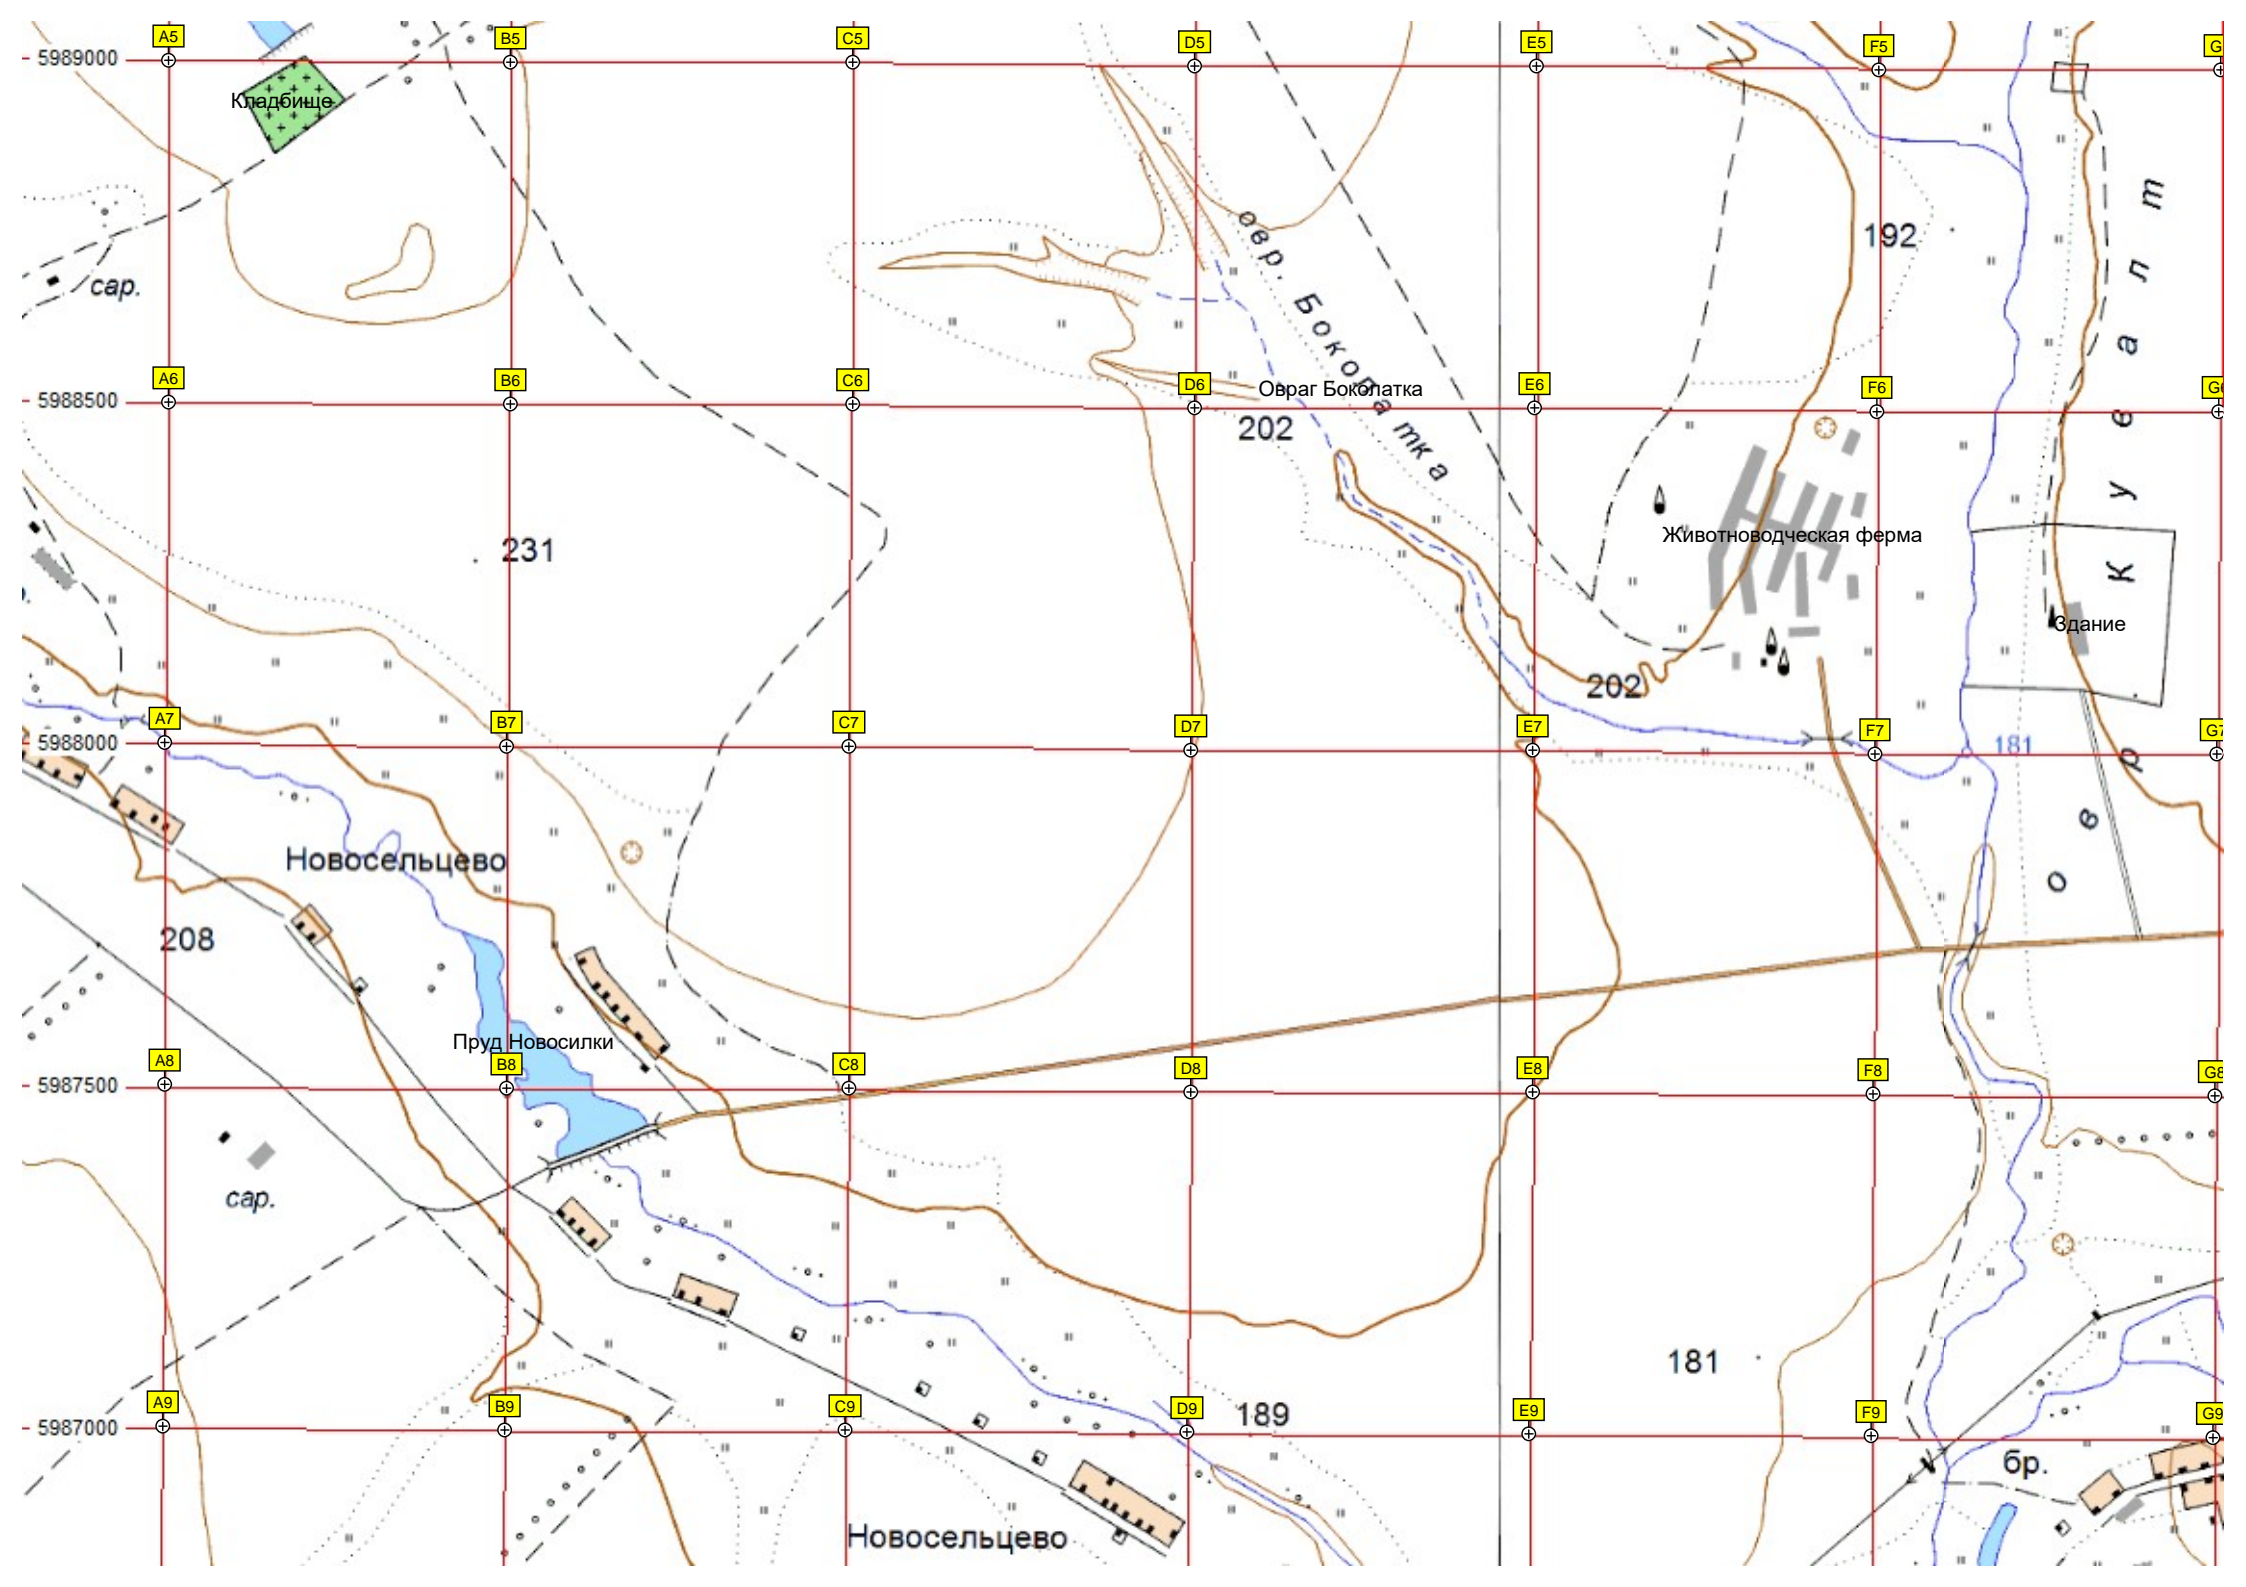 A5 B5 C5 D5 E5 F5 G
5989000
Кладбище
192
сар.
овр. Боколатка
Кувалт
A6 B6 C6 D6 E6 F6 G6
5988500
Овраг Боколатка
202
231
Животноводческая ферма
Здание
202
A7 B7 C7 D7 E7 F7 G7
5988000
181
р
в
о
Новосельцево
208
Пруд Новосилки
A8 B8 C8 D8 E8 F8 G8
5987500
сар.
181
A9 B9 C9 D9 E9 F9 G9
5987000
189
бр.
Новосельцево